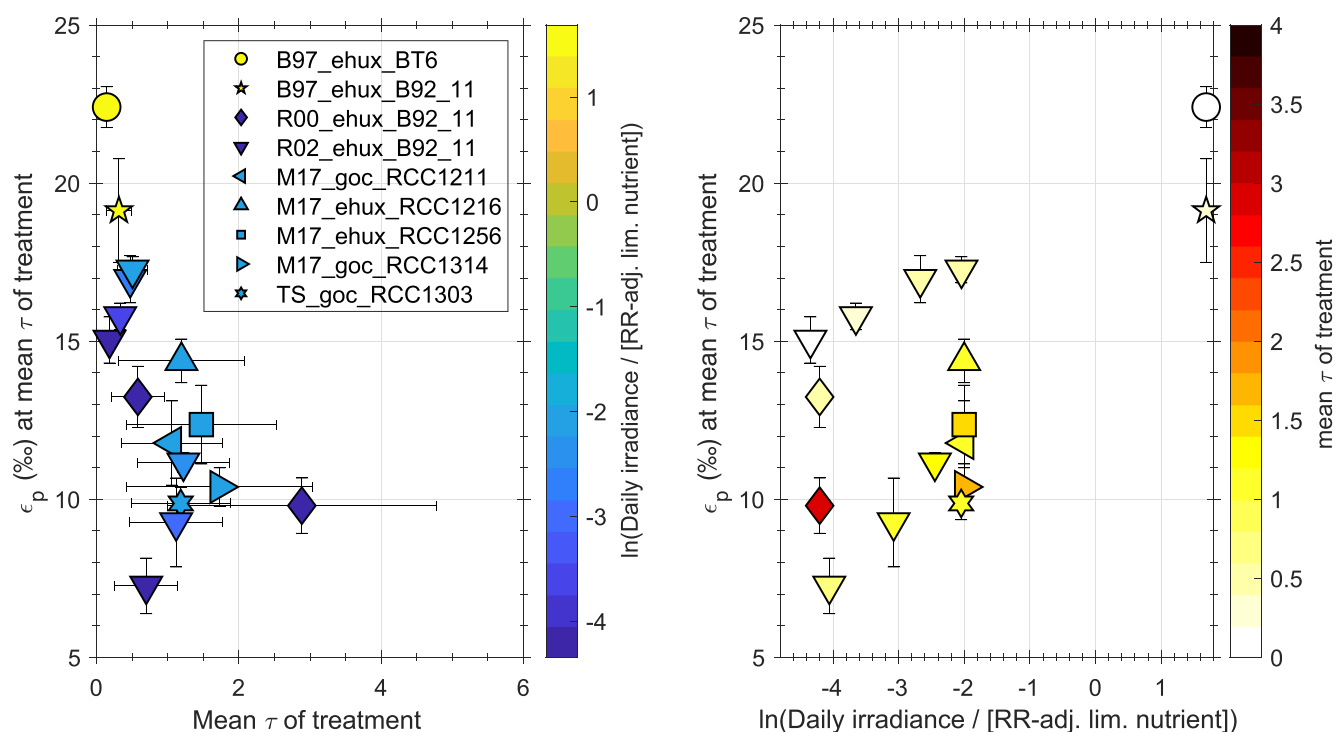 25
20
15
10
5
ϵp (‰) at mean τ of treatment
0
2
4
6
Mean τ of treatment
B97_ehux_BT6
B97_ehux_B92_11
R00_ehux_B92_11
R02_ehux_B92_11
M17_goc_RCC1211
M17_ehux_RCC1216
M17_ehux_RCC1256
M17_goc_RCC1314
TS_goc_RCC1303
1
0
-1
-2
-3
-4
ln(Daily irradiance / [RR-adj. lim. nutrient])
25
20
15
10
5
ϵp (‰) at mean τ of treatment
-4
-3
-2
-1
0
1
ln(Daily irradiance / [RR-adj. lim. nutrient])
4
3.5
3
2.5
2
1.5
1
0.5
0
mean τ of treatment